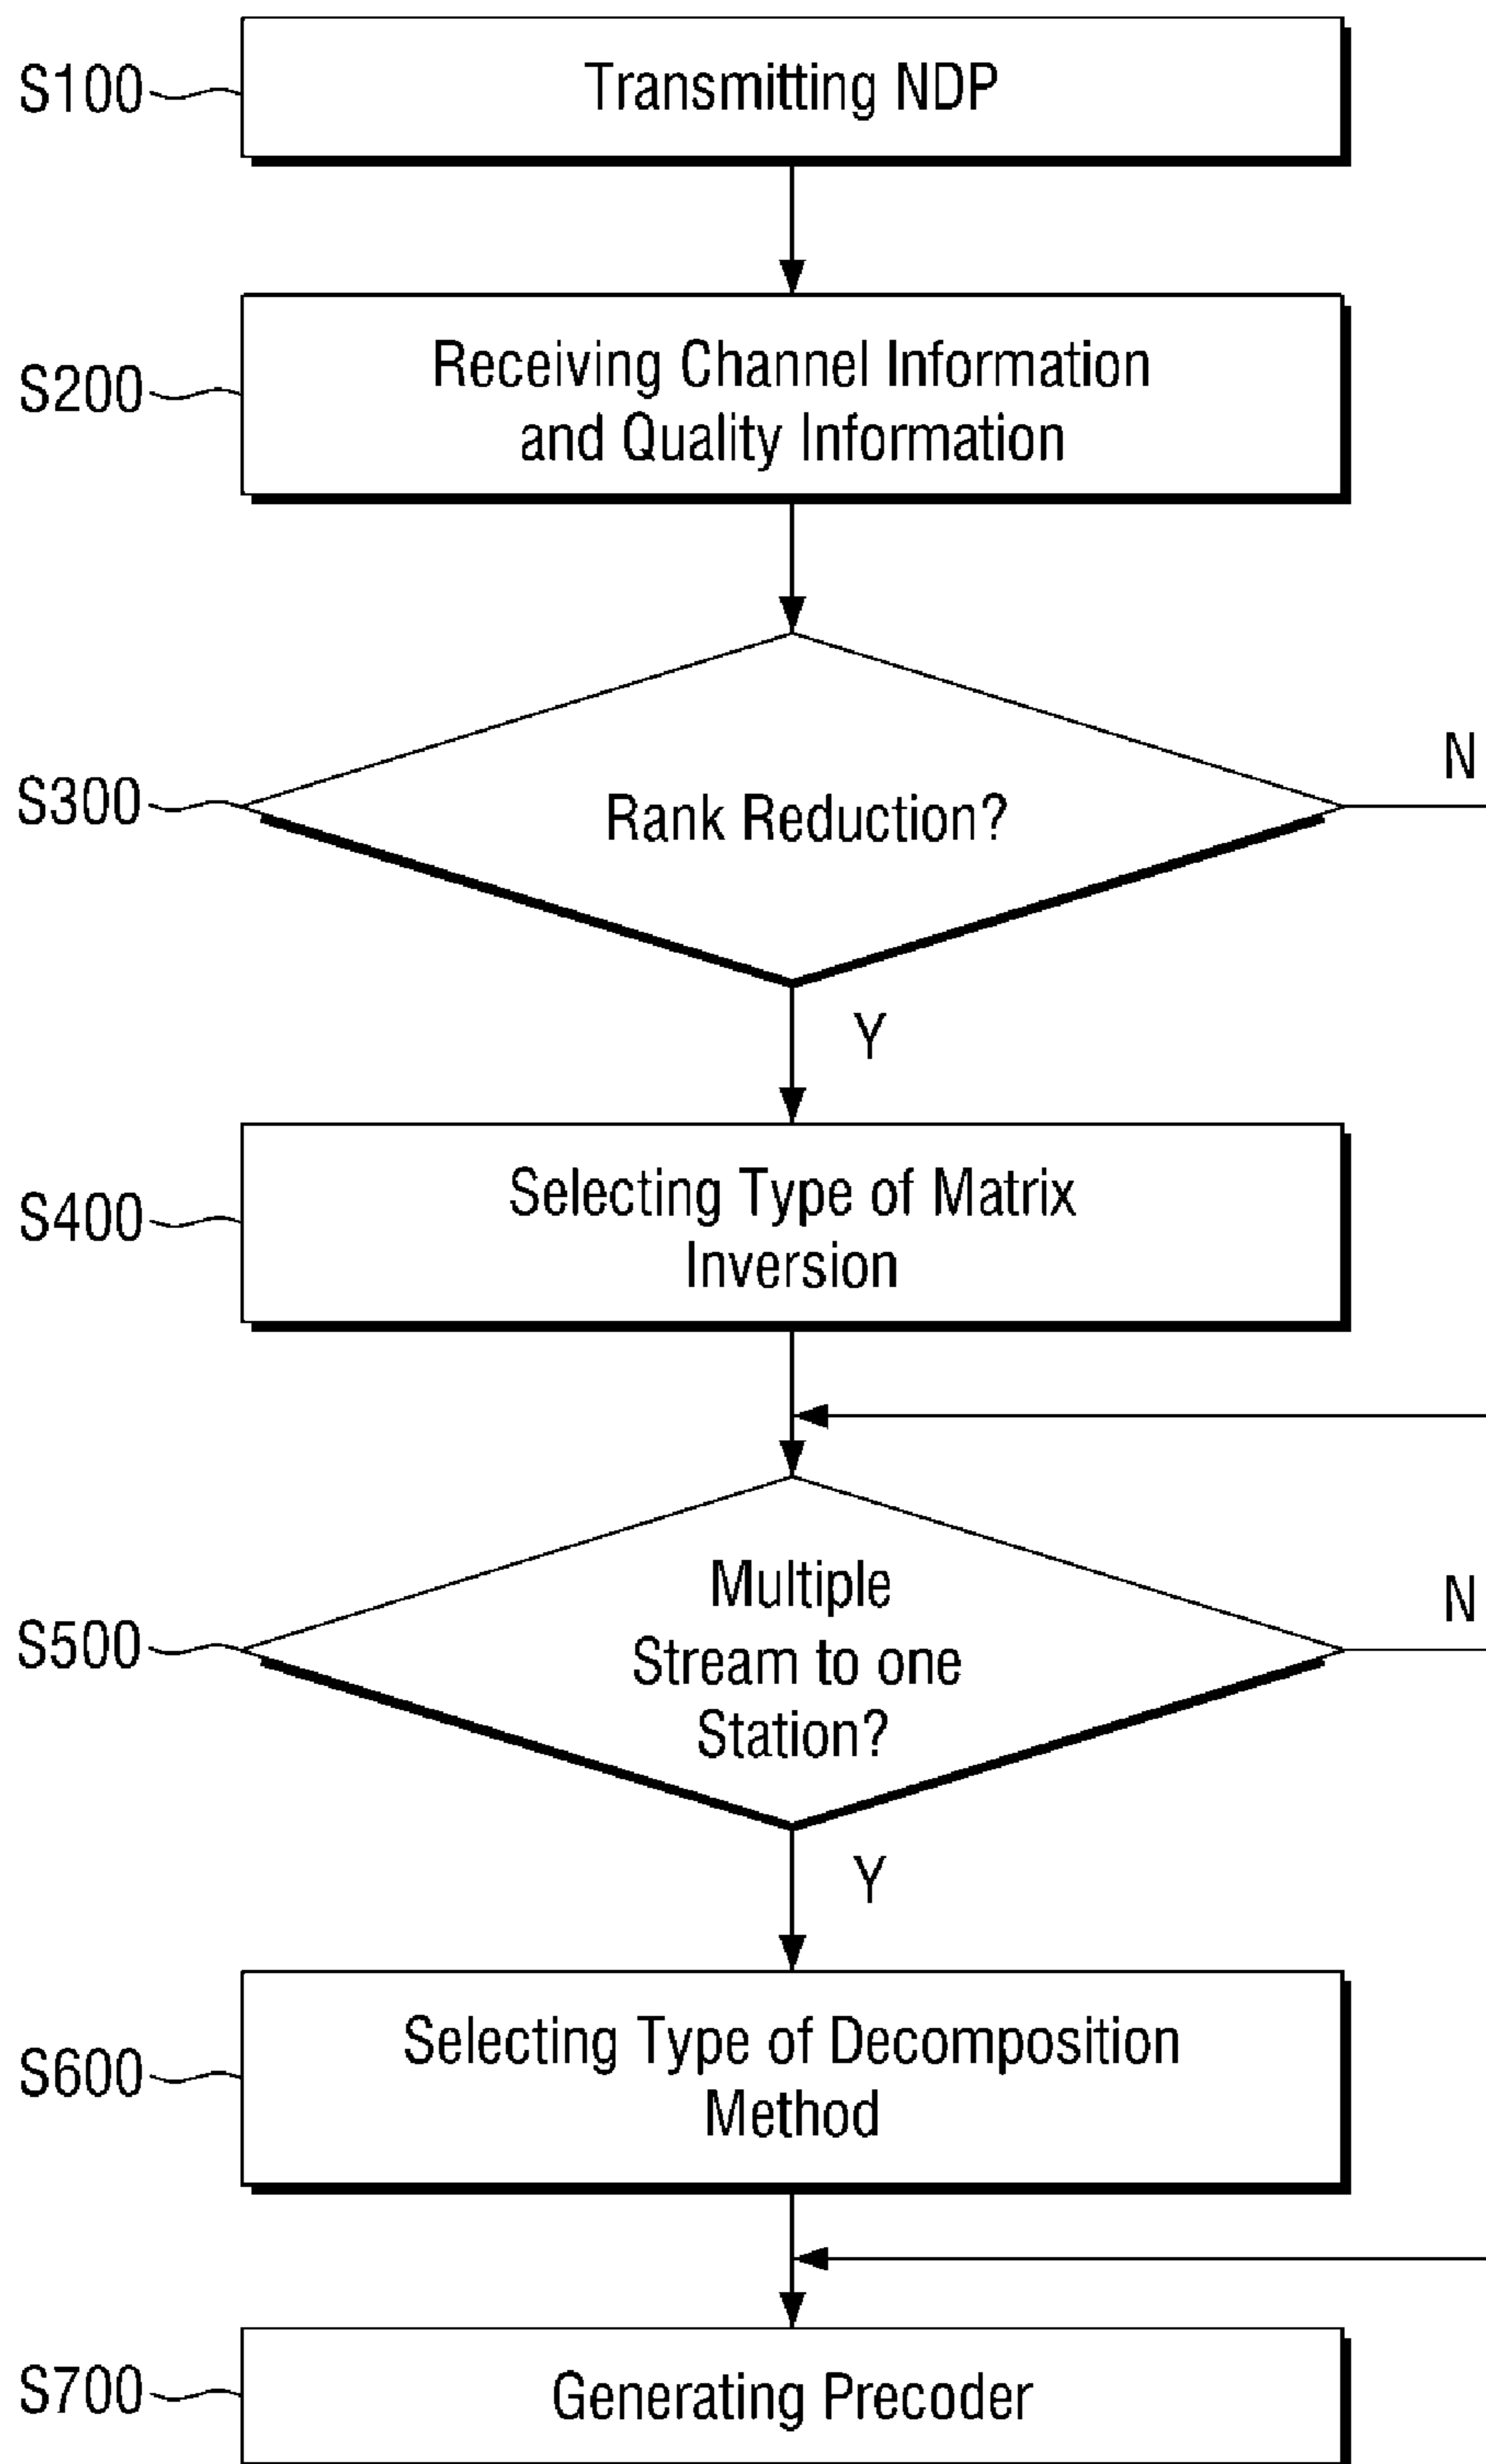 S100
Transmitting NDP
S200
Receiving Channel Information
and Quality Information
S300
Rank Reduction?
N
Y
S400
Selecting Type of Matrix
Inversion
S500
Multiple
Stream to one
Station?
N
Y
S600
Selecting Type of Decomposition
Method
S700
Generating Precoder